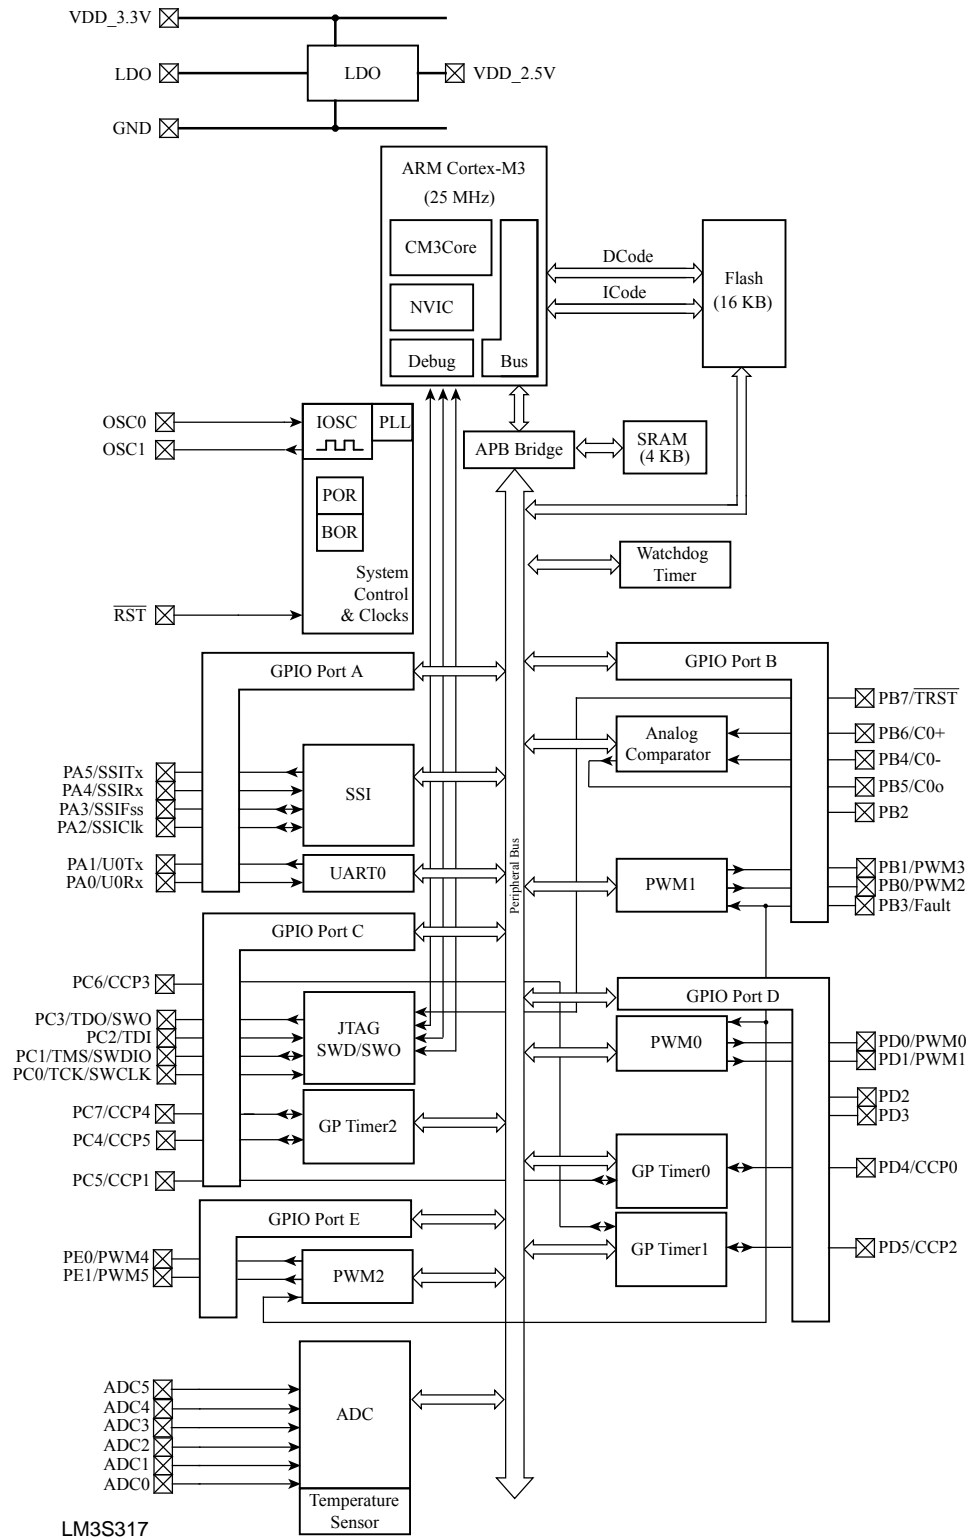 VDD_3.3V
LDO
LDO
VDD_2.5V
GND
ARM Cortex-M3
(25 MHz)
CM3Core
NVIC
Debug
Bus
DCode
ICode
Flash
(16 KB)
OSC0
OSC1
IOSC
PLL
POR
BOR
System
Control
& Clocks
RST
APB Bridge
SRAM
(4 KB)
Watchdog
Timer
Peripheral Bus
GPIO Port A
PA5/SSITx
PA4/SSIRx
PA3/SSIFss
PA2/SSIClk
SSI
PA1/U0Tx
PA0/U0Rx
UART0
GPIO Port B
PB7/TRST
Analog
Comparator
PB6/C0+
PB4/C0-
PB5/C0o
PB2
PWM1
PB1/PWM3
PB0/PWM2
PB3/Fault
GPIO Port C
PC6/CCP3
PC3/TDO/SWO
PC2/TDI
PC1/TMS/SWDIO
PC0/TCK/SWCLK
JTAG
SWD/SWO
PC7/CCP4
PC4/CCP5
GP Timer2
PC5/CCP1
GPIO Port D
PWM0
PD0/PWM0
PD1/PWM1
PD2
PD3
GP Timer0
PD4/CCP0
GP Timer1
PD5/CCP2
GPIO Port E
PE0/PWM4
PE1/PWM5
PWM2
ADC5
ADC4
ADC3
ADC2
ADC1
ADC0
ADC
Temperature
Sensor
LM3S317